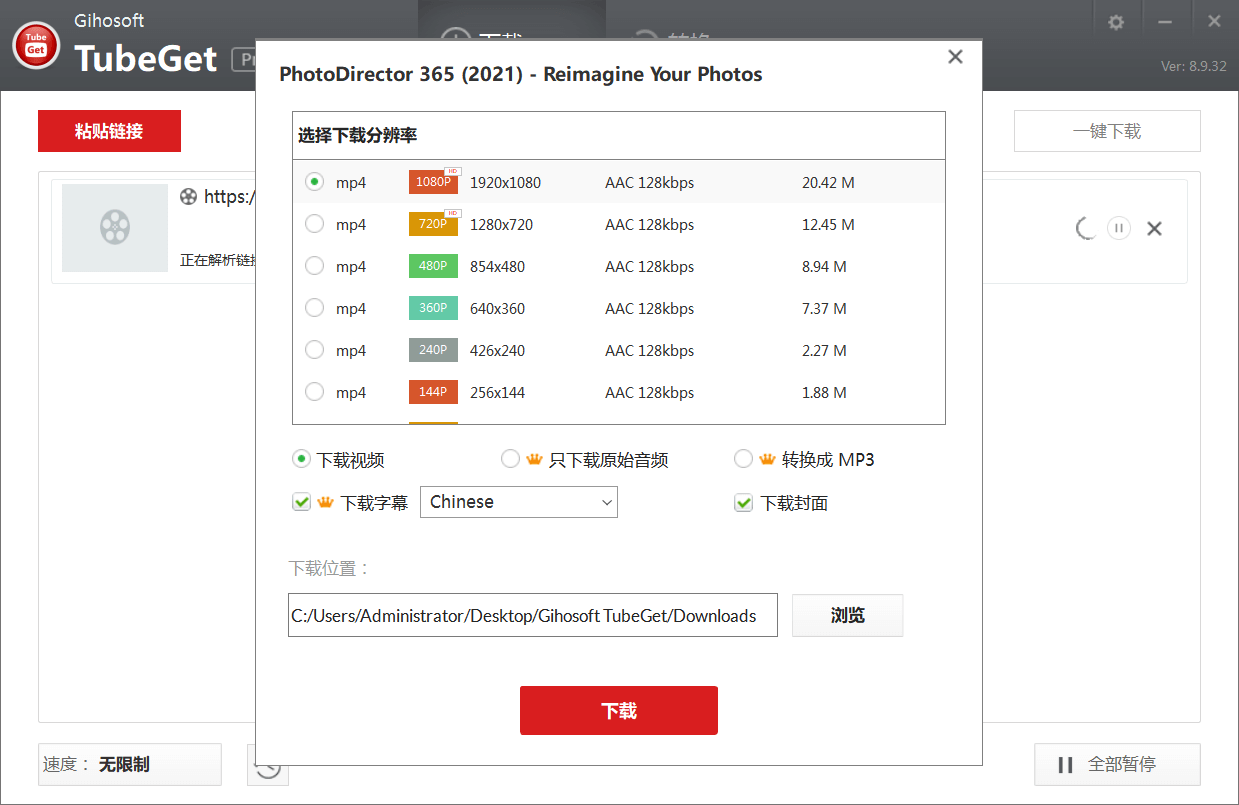 Gihosoft
Tube Get
TubeGet
Ver: 8.9.32
PhotoDirector 365 (2021) - Reimagine Your Photos
粘贴链接
一键下载
选择下载分辨率
mp4 1080P HD 1920x1080 AAC 128kbps 20.42 M
mp4 720P HD 1280x720 AAC 128kbps 12.45 M
mp4 480P 854x480 AAC 128kbps 8.94 M
mp4 360P 640x360 AAC 128kbps 7.37 M
mp4 240P 426x240 AAC 128kbps 2.27 M
mp4 144P 256x144 AAC 128kbps 1.88 M
https:/
正在解析链接
下载视频 只下载原始音频 转换成 MP3
下载字幕 Chinese 下载封面
下载位置：
C:/Users/Administrator/Desktop/Gihosoft TubeGet/Downloads 浏览
下载
速度： 无限制
全部暂停